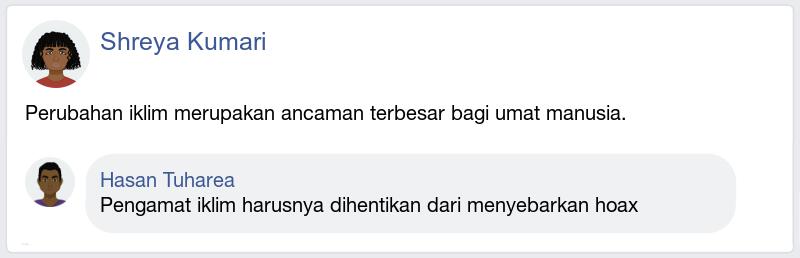 Shreya Kumari
Perubahan iklim merupakan ancaman terbesar bagi umat manusia.
Hasan Tuharea
Pengamat iklim harusnya dihentikan dari menyebarkan hoax